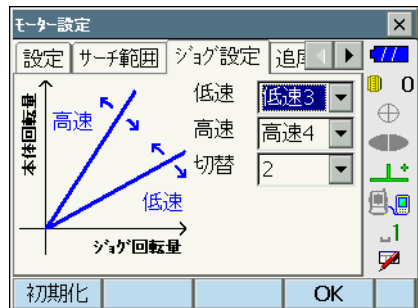 ﾓｰﾀｰ設定
設定 ｻｰﾁ範囲 ｼﾞｮｸﾞ設定
低速 低速3
高速 高速4
切替 2
本体回転量
高速
低速
ｼﾞｮｸﾞ回転量
0
1
初期化 OK